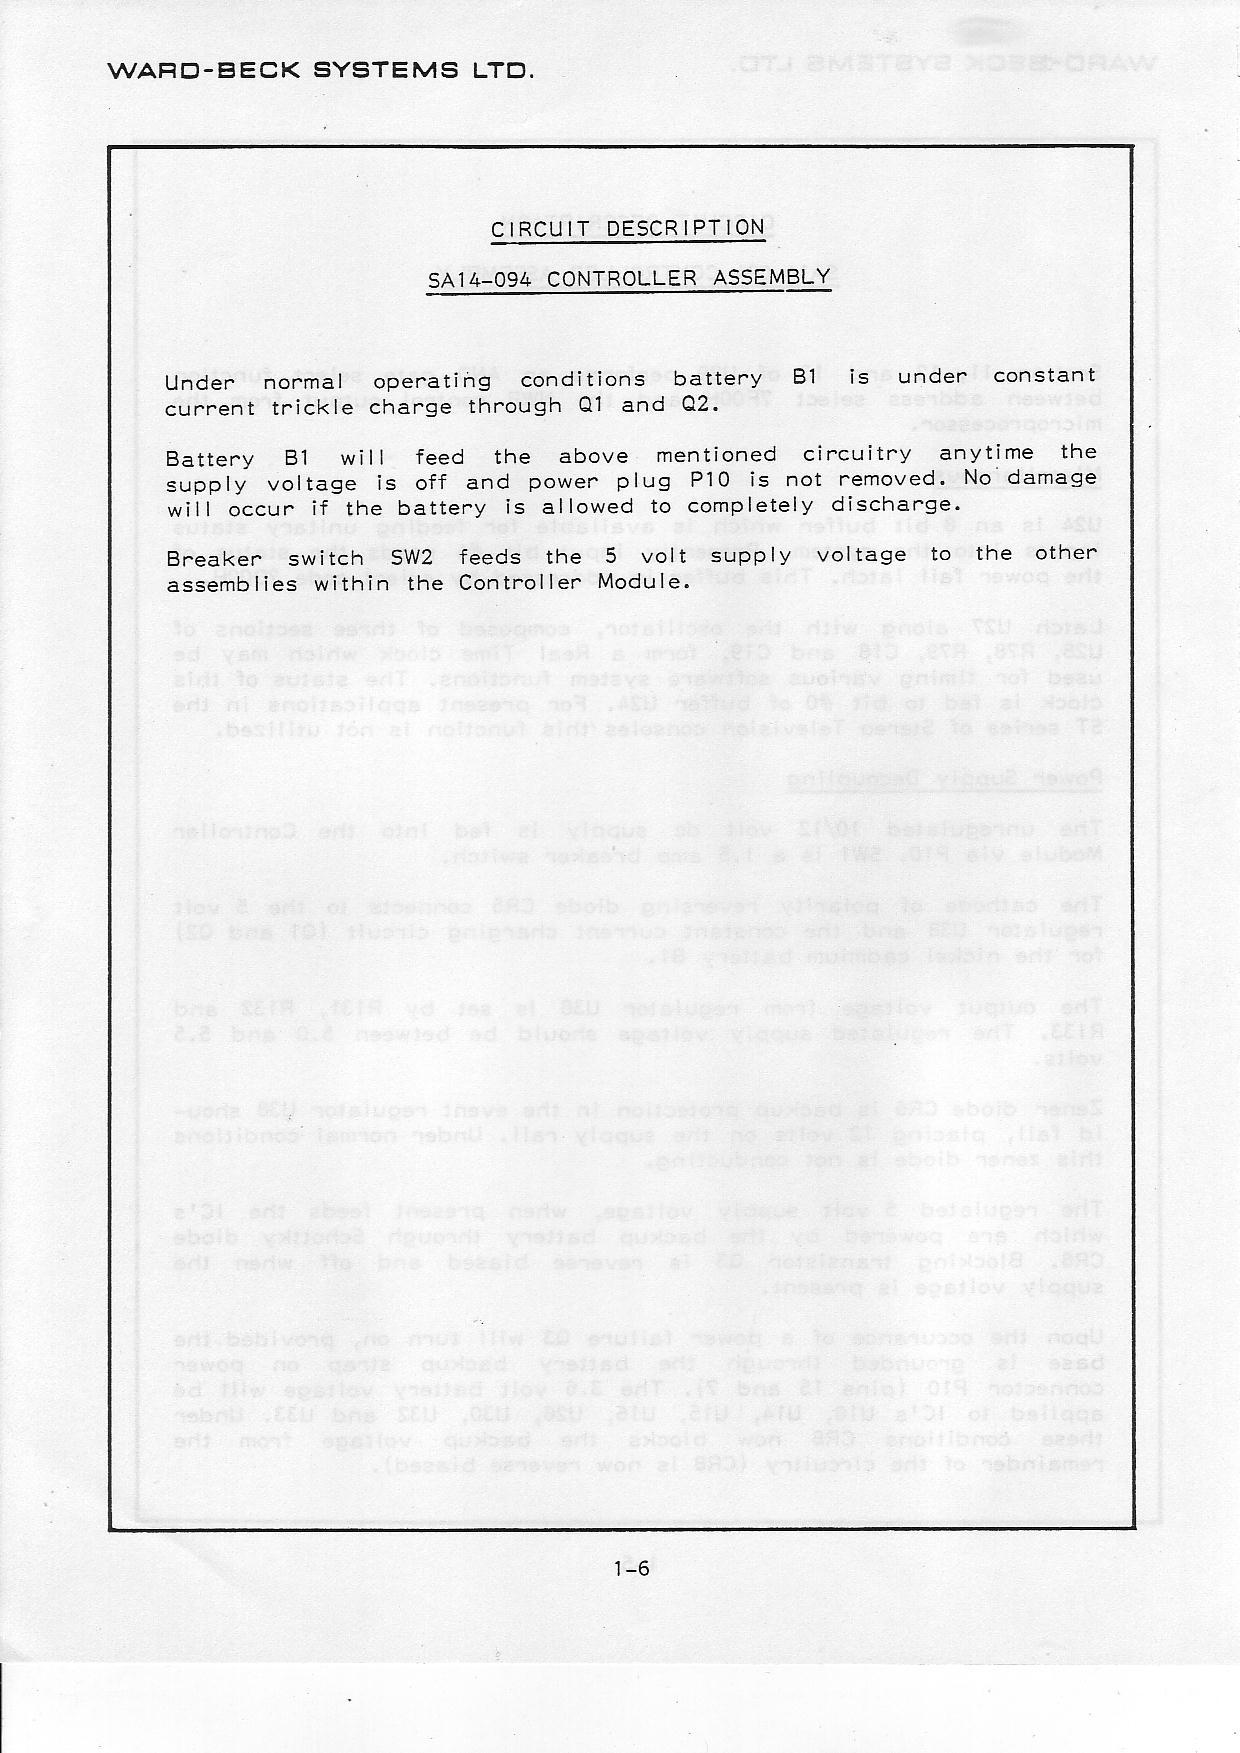 WARD-BECK SYSTEMS LTD.
CIRCUIT DESCRIPTION
SA14-094 CONTROLLER ASSEMBLY
Under normal operating conditions battery B1 is under constant
current trickle charge through Q1 and Q2.
Battery B1 will feed the above mentioned circuitry anytime the
supply voltage is off and power plug P10 is not removed. No damage
will occur if the battery is allowed to completely discharge.
Breaker switch SW2 feeds the 5 volt supply voltage to the other
assemblies within the Controller Module.
1-6